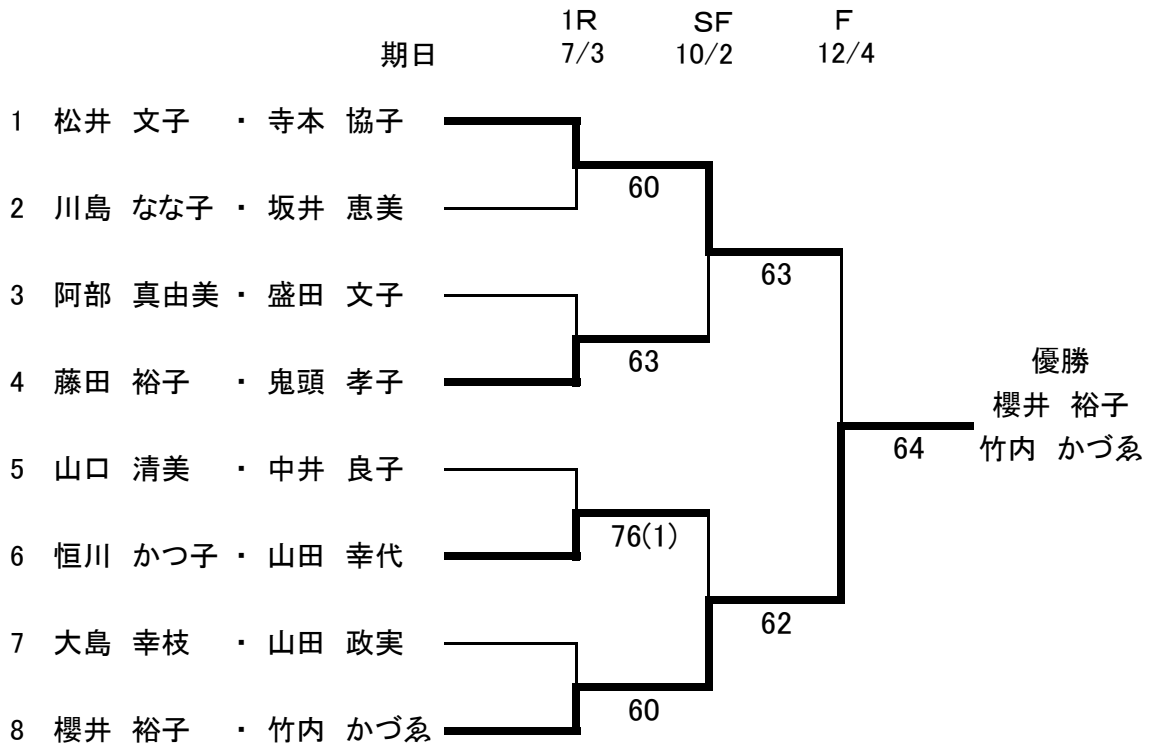 1R SF F
期日 7/3 10/2 12/4
1 松井 文子 ・ 寺本 協子
60
2 川島 なな子 ・ 坂井 恵美
63
3 阿部 真由美 ・ 盛田 文子
63
4 藤田 裕子 ・ 鬼頭 孝子
優勝
櫻井 裕子
64 竹内 かづゑ
5 山口 清美 ・ 中井 良子
76(1)
6 恒川 かつ子 ・ 山田 幸代
62
7 大島 幸枝 ・ 山田 政実
60
8 櫻井 裕子 ・ 竹内 かづゑ